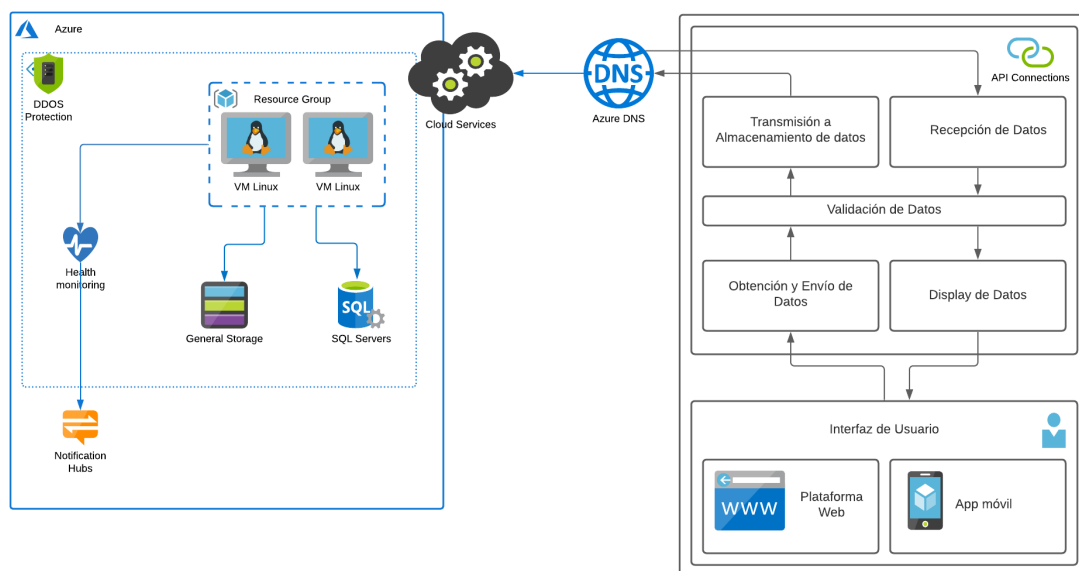 Azure
DDOS
Protection
Resource Group
VM Linux
VM Linux
Health
monitoring
General Storage
SQL
SQL Servers
Notification
Hubs
Cloud Services
DNS
Azure DNS
API Connections
Transmisión a
Almacenamiento de datos
Recepción de Datos
Validación de Datos
Obtención y Envío de
Datos
Display de Datos
Interfaz de Usuario
www
Plataforma
Web
App móvil